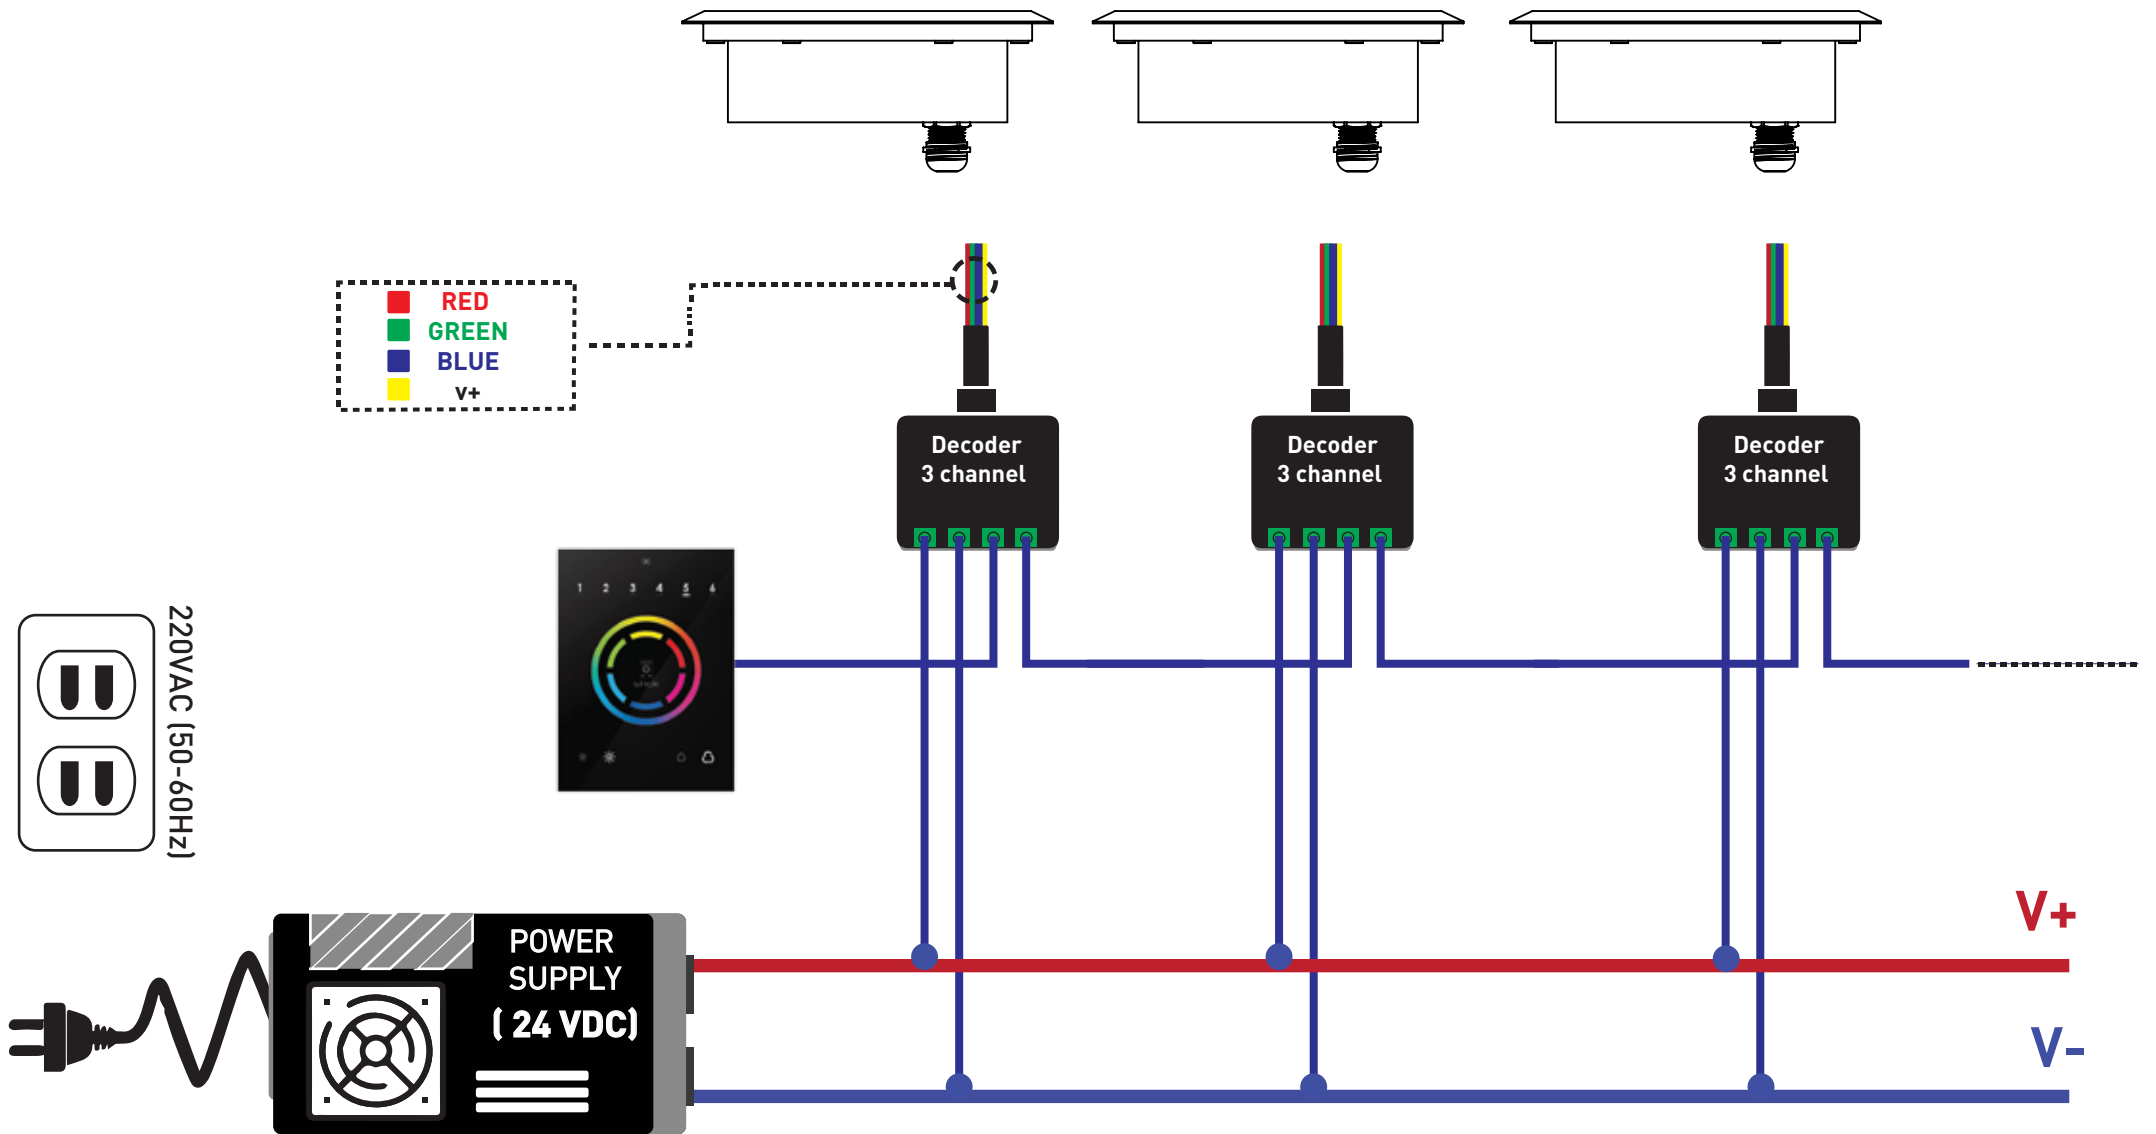 RED
GREEN
BLUE
V+
Decoder
3 channel
Decoder
3 channel
Decoder
3 channel
1 2 3 4 5 6
220VAC (50-60Hz)
POWER
SUPPLY
( 24 VDC)
V+
V-